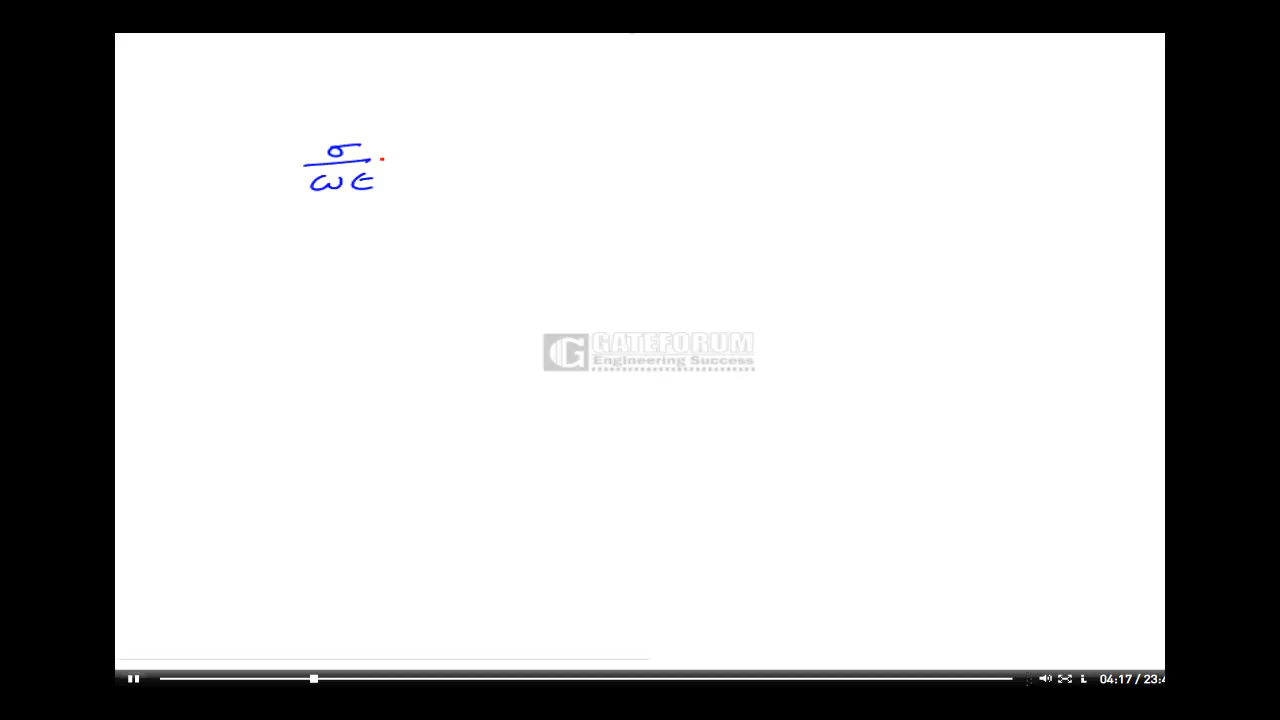 σ
ωε
GATEFORUM
Engineering Success
04:17 / 23:4